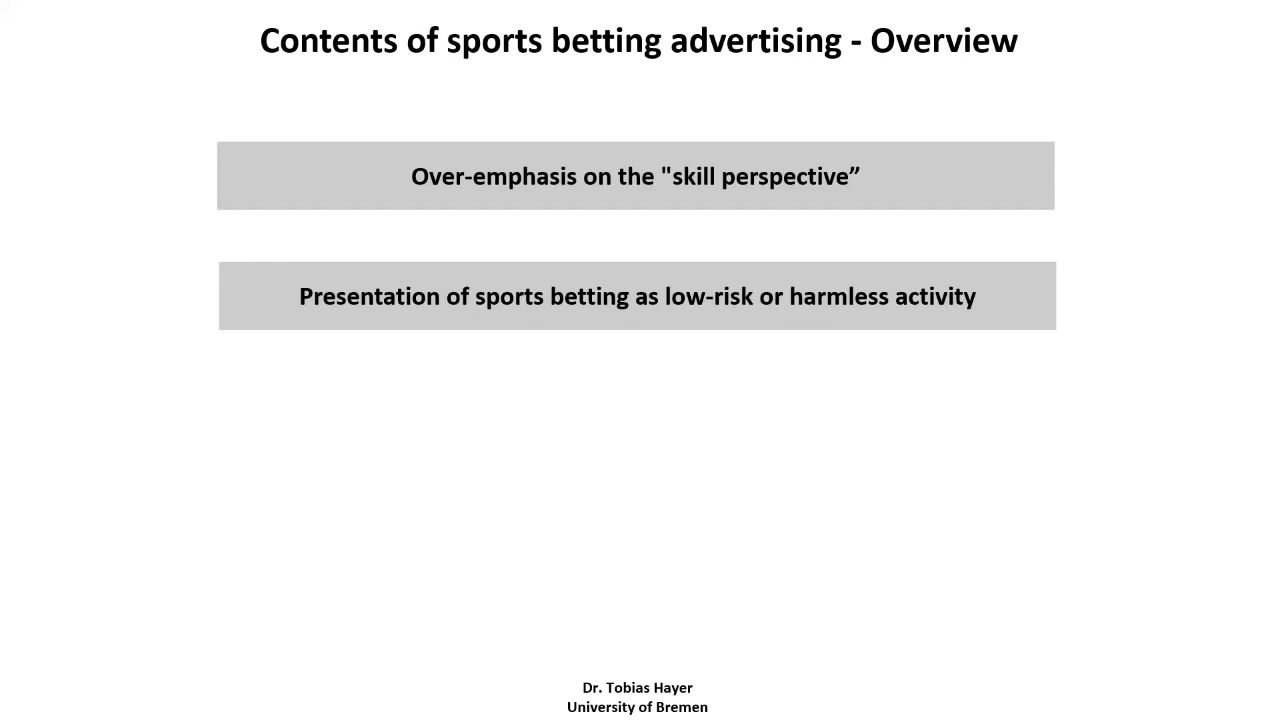 Contents of sports betting advertising - Overview
Over-emphasis on the "skill perspective”
Presentation of sports betting as low-risk or harmless activity
Dr. Tobias Hayer
University of Bremen